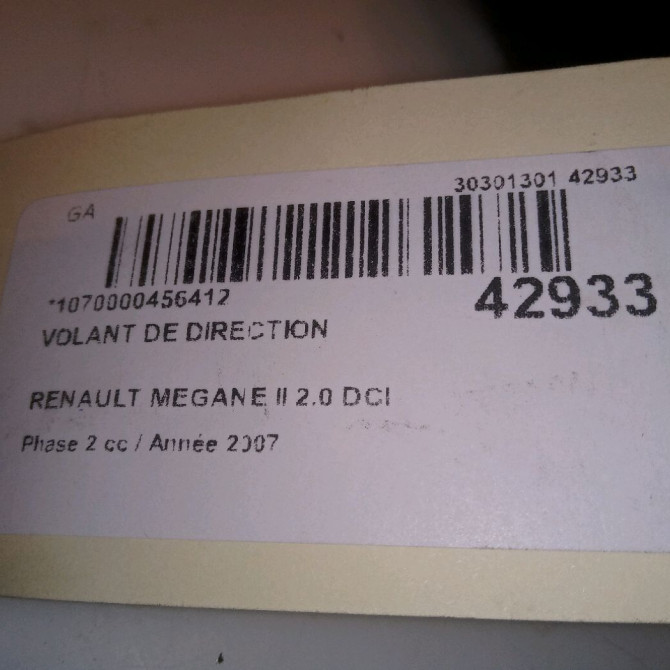 GA
30301301 42933
*1070000456412
42933
VOLANT DE DIRECTION
RENAULT MEGANE II 2.0 DCI
Phase 2 cc / Année 2007